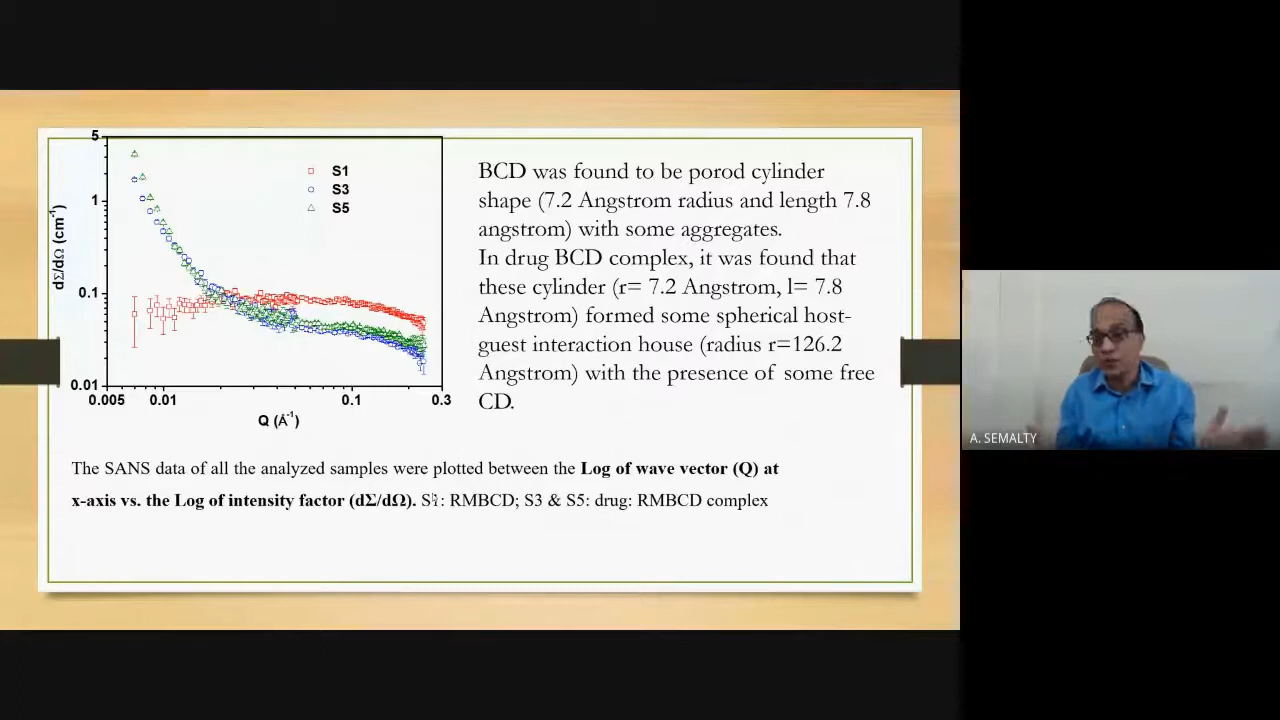 5
1
0.1
0.01
0.005
0.01
0.1
0.3
dΣ/dΩ (cm⁻¹)
Q (Å⁻¹)
S1
S3
S5
BCD was found to be porod cylinder
shape (7.2 Angstrom radius and length 7.8
angstrom) with some aggregates.
In drug BCD complex, it was found that
these cylinder (r= 7.2 Angstrom, l= 7.8
Angstrom) formed some spherical host-
guest interaction house (radius r=126.2
Angstrom) with the presence of some free
CD.
The SANS data of all the analyzed samples were plotted between the Log of wave vector (Q) at
x-axis vs. the Log of intensity factor (dΣ/dΩ). S1: RMBCD; S3 & S5: drug: RMBCD complex
A. SEMALTY